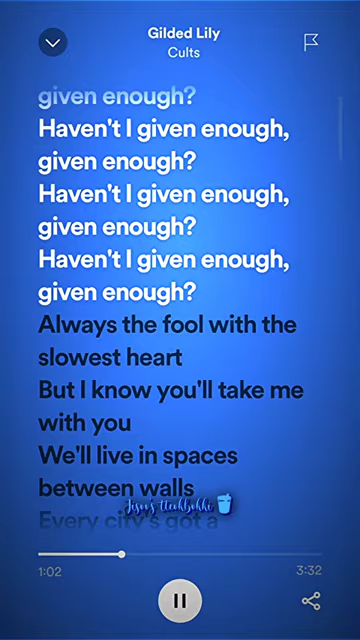 Gilded Lily
Cults
given enough?
Haven't I given enough,
given enough?
Haven't I given enough,
given enough?
Haven't I given enough,
given enough?
Always the fool with the
slowest heart
But I know you'll take me
with you
We'll live in spaces
between walls
Jisoo's tteokbokki
Every city's got a
1:02
3:32